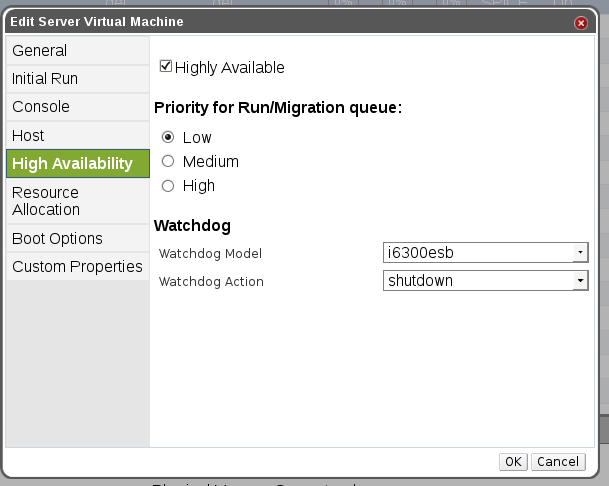 Edit Server Virtual Machine
General
Initial Run
Console
Host
High Availability
Resource
Allocation
Boot Options
Custom Properties
Highly Available
Priority for Run/Migration queue:
Low
Medium
High
Watchdog
Watchdog Model
i6300esb
Watchdog Action
shutdown
OK
Cancel